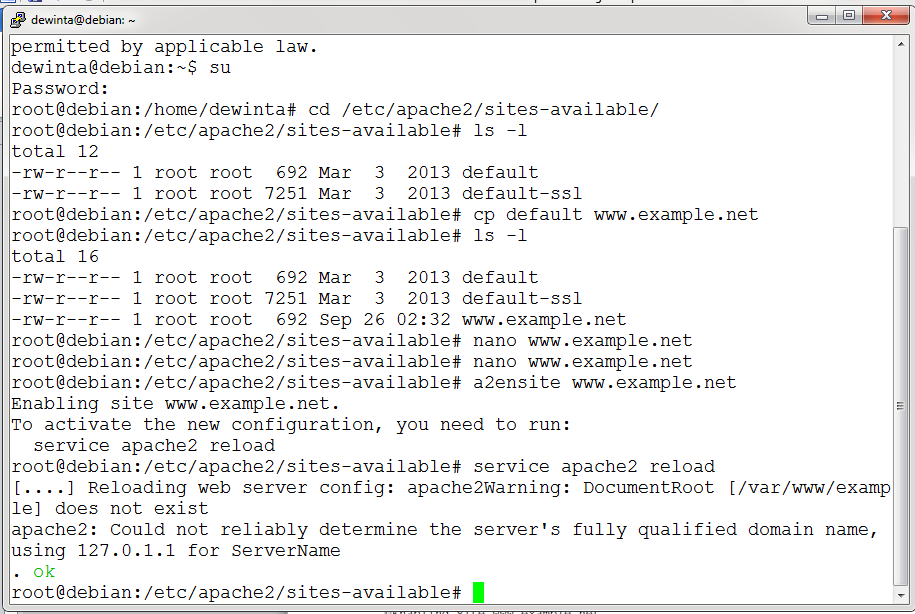 dewinta@debian: ~
permitted by applicable law.
dewinta@debian:~$ su
Password:
root@debian:/home/dewinta# cd /etc/apache2/sites-available/
root@debian:/etc/apache2/sites-available# ls -l
total 12
-rw-r--r-- 1 root root  692 Mar  3  2013 default
-rw-r--r-- 1 root root 7251 Mar  3  2013 default-ssl
root@debian:/etc/apache2/sites-available# cp default www.example.net
root@debian:/etc/apache2/sites-available# ls -l
total 16
-rw-r--r-- 1 root root  692 Mar  3  2013 default
-rw-r--r-- 1 root root 7251 Mar  3  2013 default-ssl
-rw-r--r-- 1 root root  692 Sep 26 02:32 www.example.net
root@debian:/etc/apache2/sites-available# nano www.example.net
root@debian:/etc/apache2/sites-available# nano www.example.net
root@debian:/etc/apache2/sites-available# a2ensite www.example.net
Enabling site www.example.net.
To activate the new configuration, you need to run:
  service apache2 reload
root@debian:/etc/apache2/sites-available# service apache2 reload
[....] Reloading web server config: apache2Warning: DocumentRoot [/var/www/examp
le] does not exist
apache2: Could not reliably determine the server's fully qualified domain name,
using 127.0.1.1 for ServerName
. ok
root@debian:/etc/apache2/sites-available#